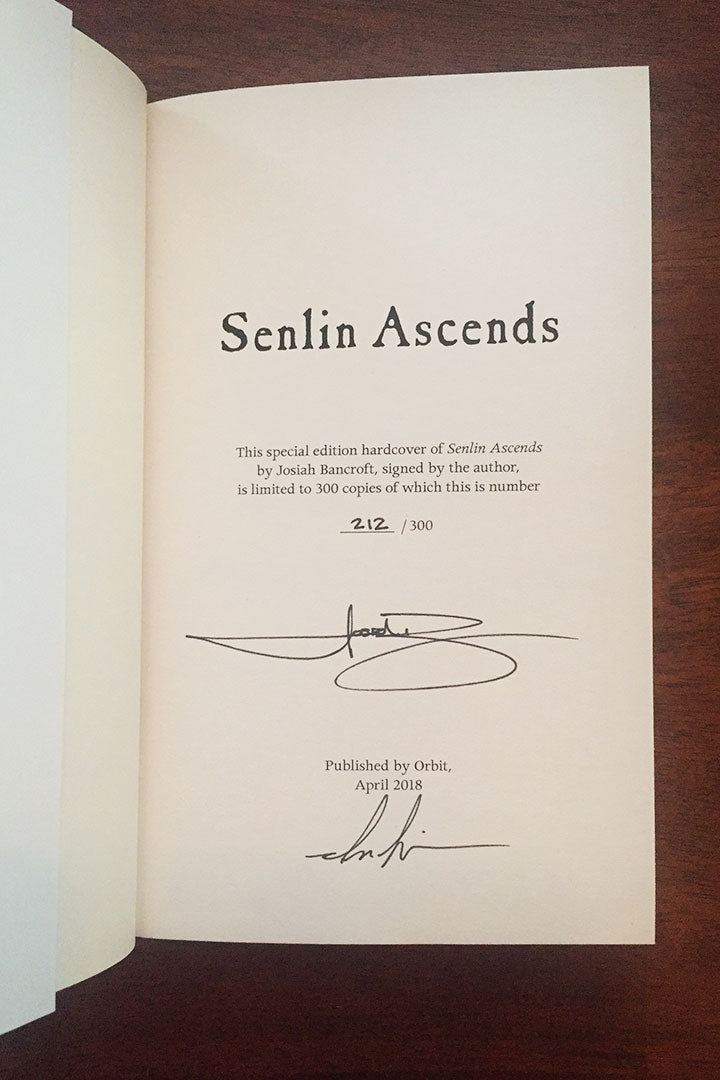 Senlin Ascends
This special edition hardcover of Senlin Ascends
by Josiah Bancroft, signed by the author,
is limited to 300 copies of which this is number
212 /300
Published by Orbit,
April 2018